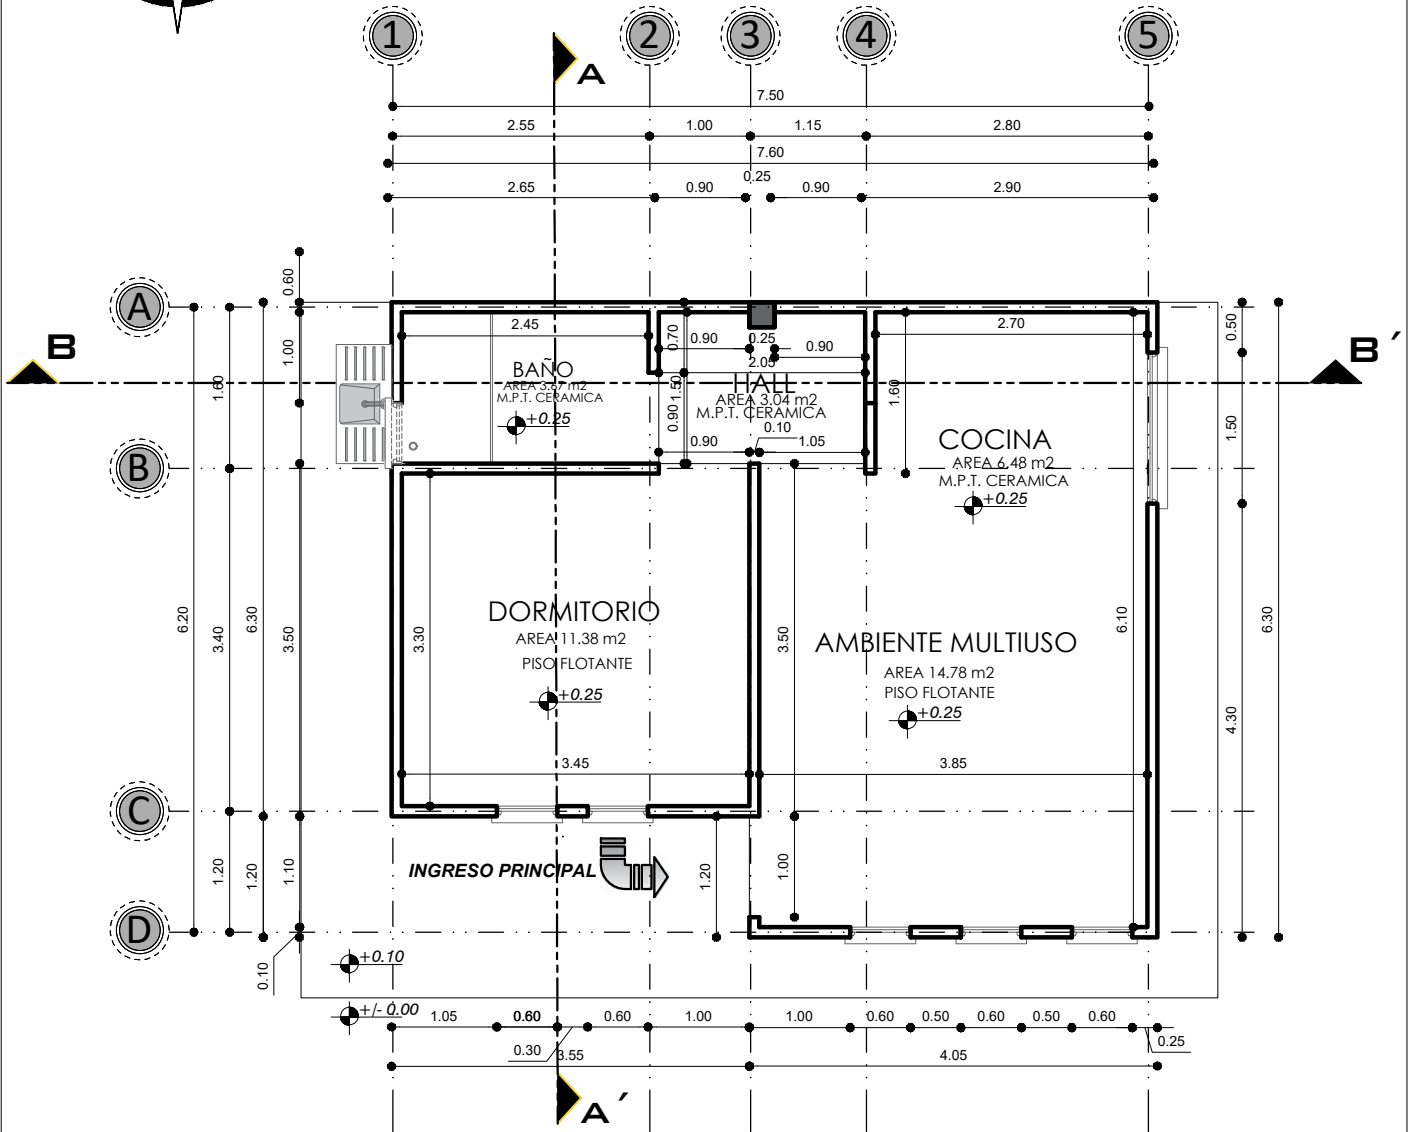 1 2 3 4 5
A
7.50
2.55 1.00 1.15 2.80
7.60
0.25
2.65 0.90 0.90 2.90
0.60
A
0.50
2.45 0.70 0.90 0.25 2.70
1.00
B
0.90
B´
2.05
BAÑO
HALL
1.60
AREA 3.67 m2
M.P.T. CERAMICA
1.50
AREA 3.04 m2
M.P.T. CERAMICA
1.60
+0.25
0.90
0.10
0.90 1.05
1.50
COCINA
AREA 6.48 m2
M.P.T. CERAMICA
B
+0.25
DORMITORIO
AREA 11.38 m2
PISO FLOTANTE
+0.25
6.20 3.40 6.30 3.50 3.30 3.50 6.10 6.30
AMBIENTE MULTIUSO
AREA 14.78 m2
PISO FLOTANTE
+0.25
4.30
3.45 3.85
C
INGRESO PRINCIPAL
1.20 1.20 1.10 1.20 1.00
D
+0.10
0.10
+/- 0.00
1.05 0.60 0.60 1.00 1.00 0.60 0.50 0.60 0.50 0.60
0.30 0.25
3.55 4.05
A´